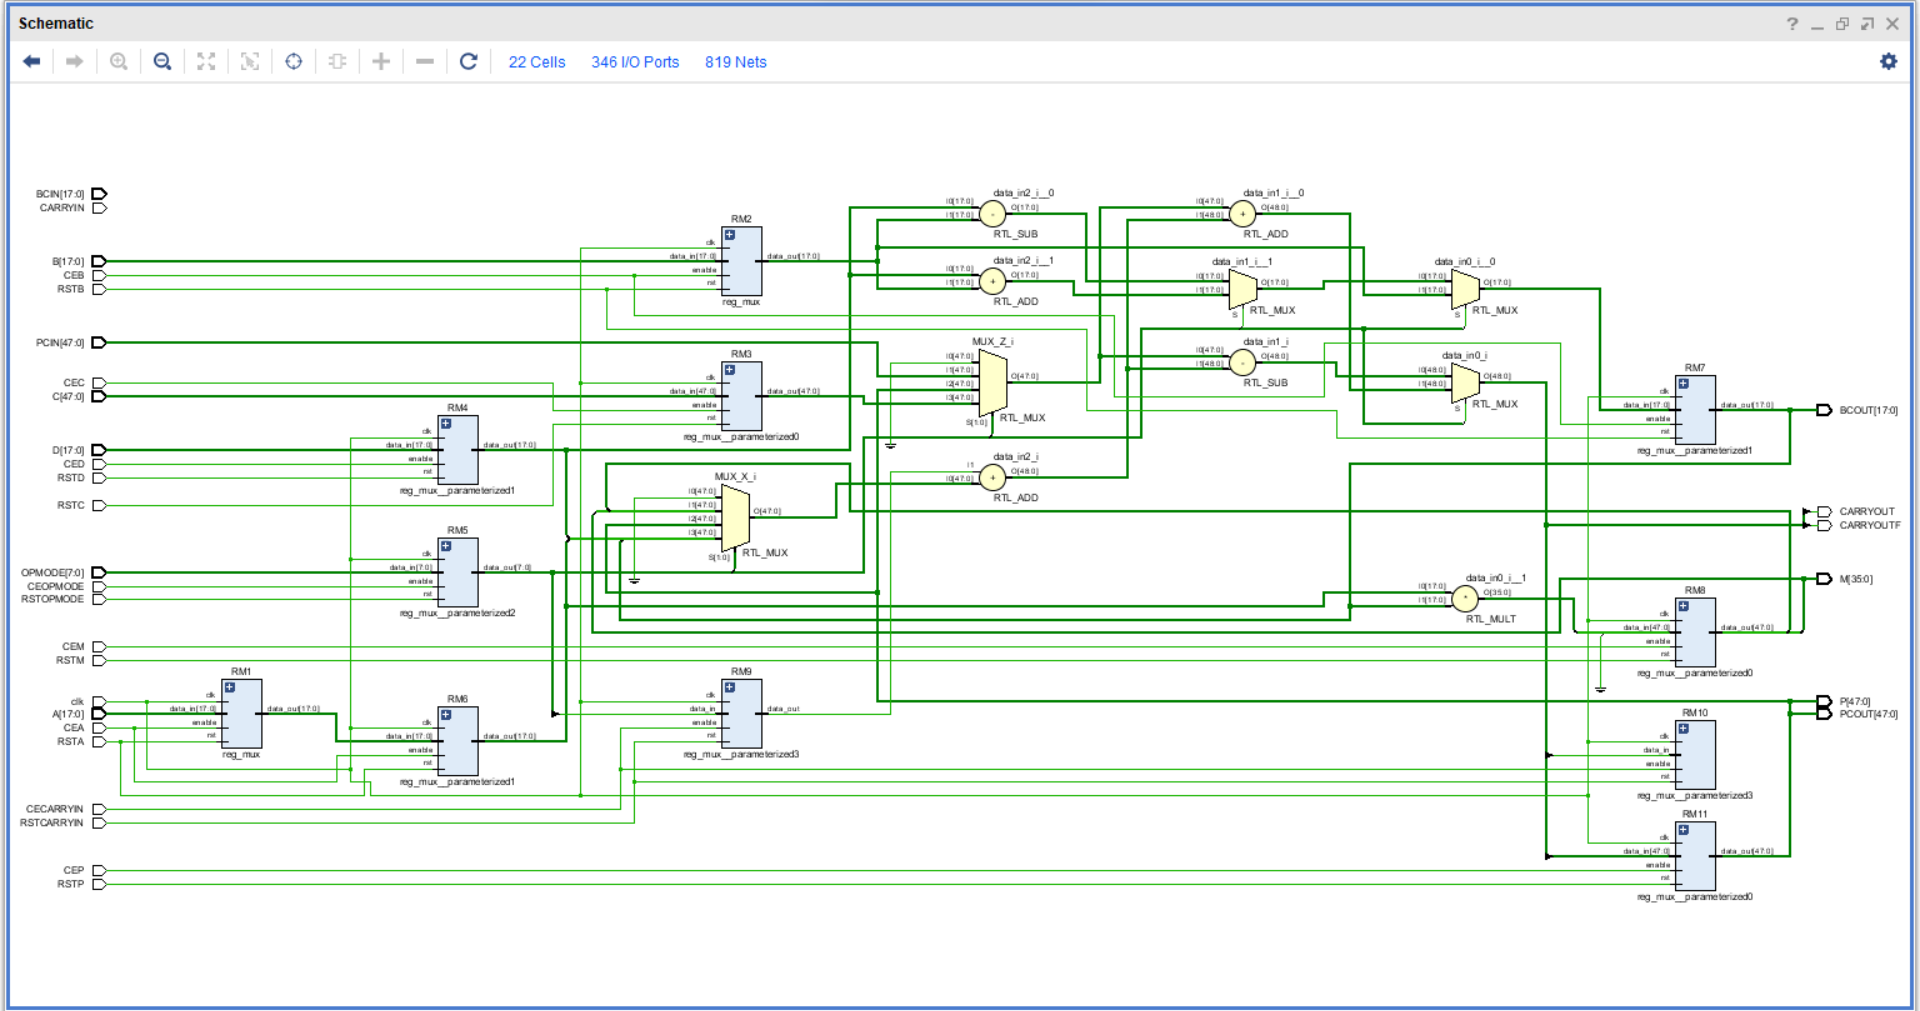 Schematic
22 Cells 346 I/O Ports 819 Nets
BCIN[17:0]
CARRYIN
B[17:0]
CEB
RSTB
PCIN[47:0]
CEC
C[47:0]
D[17:0]
CED
RSTD
RSTC
OPMODE[7:0]
CEOPMODE
RSTOPMODE
CEM
RSTM
clk
A[17:0]
CEA
RSTA
CECARRYIN
RSTCARRYIN
CEP
RSTP
RM1
clk
data_in[17:0] data_out[17:0]
enable
rst
reg_mux
RM4
clk
data_in[17:0] data_out[17:0]
enable
rst
reg_mux__parameterized1
RM5
clk
data_in[7:0] data_out[7:0]
enable
rst
reg_mux__parameterized2
RM6
clk
data_in[17:0] data_out[17:0]
enable
rst
reg_mux__parameterized1
RM2
clk
data_in[17:0] data_out[17:0]
enable
rst
reg_mux
RM3
clk
data_in[47:0] data_out[47:0]
enable
rst
reg_mux__parameterized0
MUX_X_i
I0[47:0]
I1[47:0]
I2[47:0]
I3[47:0]
O[47:0]
S[1:0]
RTL_MUX
RM9
clk
data_in data_out
enable
rst
reg_mux__parameterized3
data_in2_i__0
I0[17:0]
I1[17:0]
O[17:0]
-
RTL_SUB
data_in2_i__1
I0[17:0]
I1[17:0]
O[17:0]
+
RTL_ADD
MUX_Z_i
I0[47:0]
I1[47:0]
I2[47:0]
I3[47:0]
O[47:0]
S[1:0]
RTL_MUX
data_in2_i
I1
I0[47:0]
O[48:0]
+
RTL_ADD
data_in1_i__0
I0[47:0]
I1[48:0]
O[48:0]
+
RTL_ADD
data_in1_i__1
I0[17:0]
I1[17:0]
O[17:0]
S
RTL_MUX
data_in1_i
I0[47:0]
I1[48:0]
O[48:0]
-
RTL_SUB
data_in0_i__0
I0[17:0]
I1[17:0]
O[17:0]
S
RTL_MUX
data_in0_i
I0[48:0]
I1[48:0]
O[48:0]
S
RTL_MUX
data_in0_i__1
I0[17:0]
I1[17:0]
O[35:0]
*
RTL_MULT
RM7
clk
data_in[17:0] data_out[17:0]
enable
rst
reg_mux__parameterized1
RM8
clk
data_in[47:0] data_out[47:0]
enable
rst
reg_mux__parameterized0
RM10
clk
data_in
enable
rst
reg_mux__parameterized3
RM11
clk
data_in[47:0] data_out[47:0]
enable
rst
reg_mux__parameterized0
BCOUT[17:0]
CARRYOUT
CARRYOUTF
M[35:0]
P[47:0]
PCOUT[47:0]